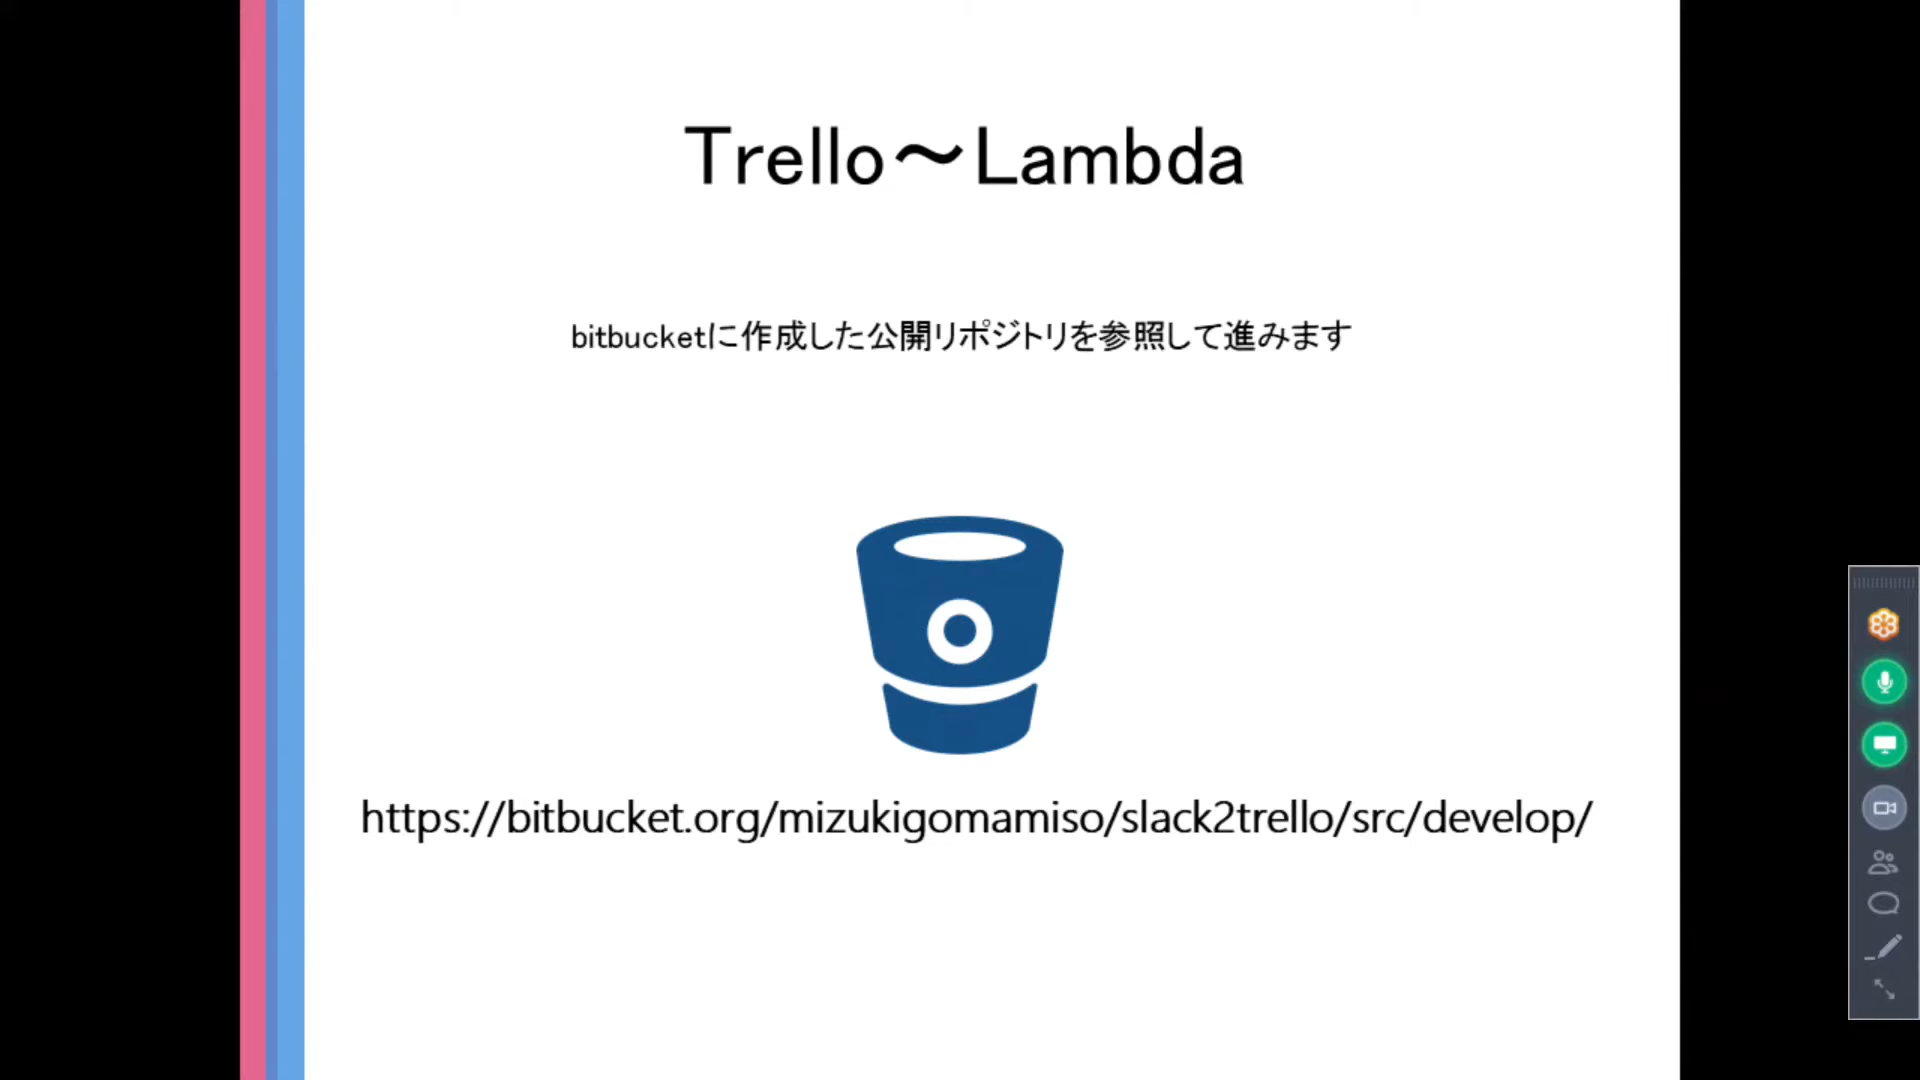 Trello～Lambda
bitbucketに作成した公開リポジトリを参照して進みます
https://bitbucket.org/mizukigomamiso/slack2trello/src/develop/